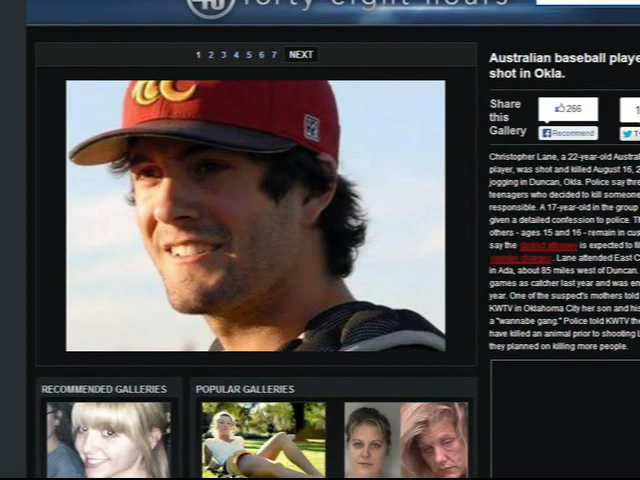 forty eight hours
1 2 3 4 5 6 7 NEXT
Australian baseball playe
shot in Okla.
Share
this
Gallery
266
Recommend
Christopher Lane, a 22-year-old Austra
player, was shot and killed August 16, 2
jogging in Duncan, Okla. Police say thre
teenagers who decided to kill someone
responsible. A 17-year-old in the group
given a detailed confession to police. Th
others - ages 15 and 16 - remain in cus
say the district attorney is expected to fi
murder charges. Lane attended East C
in Ada, about 85 miles west of Duncan.
games as catcher last year and was en
year. One of the suspect's mothers told
KWTV in Oklahoma City her son and his
a "wannabe gang." Police told KWTV the
have killed an animal prior to shooting L
they planned on killing more people.
RECOMMENDED GALLERIES
POPULAR GALLERIES